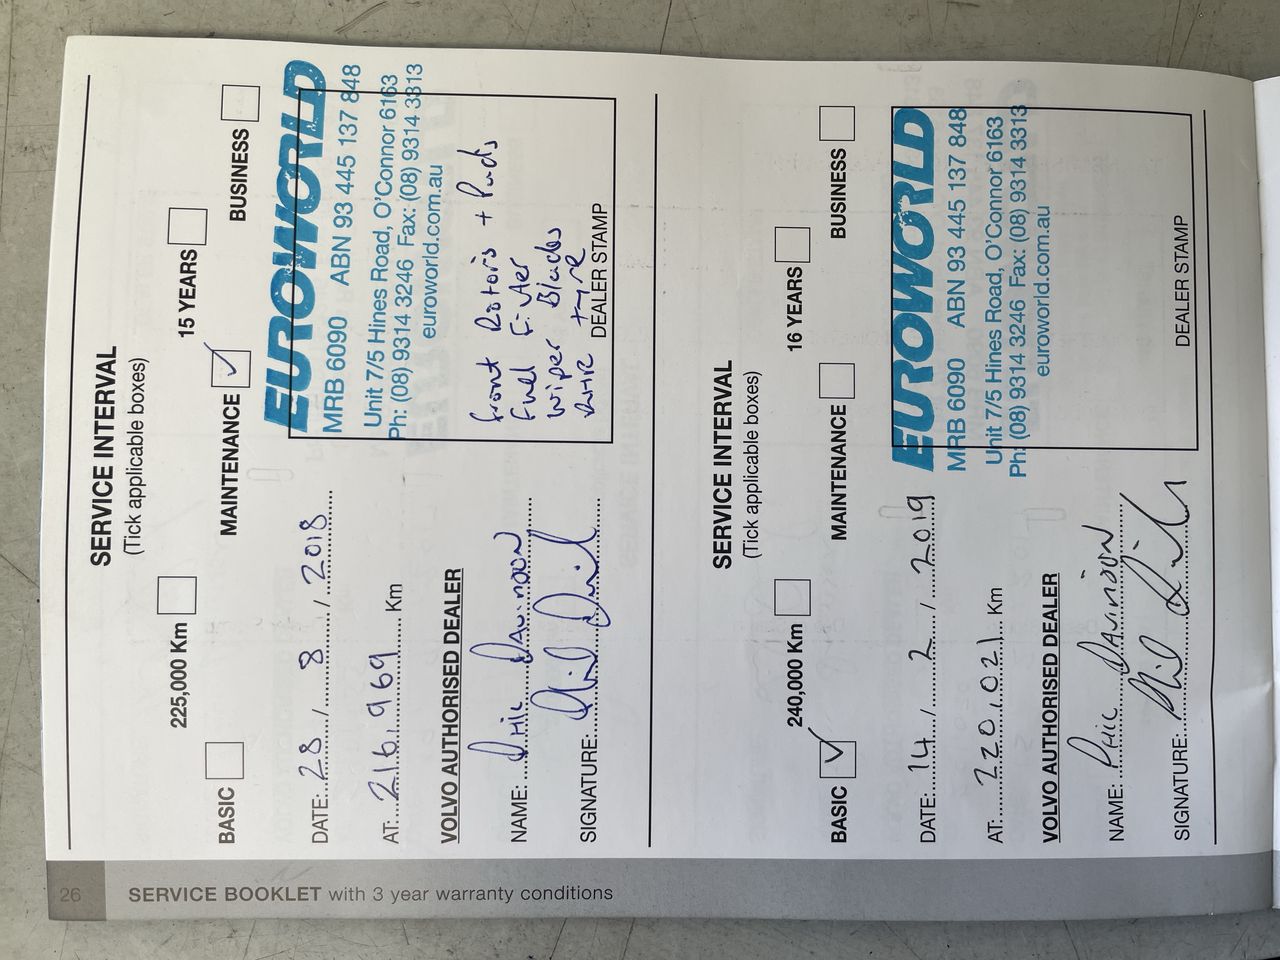 SERVICE INTERVAL
(Tick applicable boxes)
225,000 Km 15 YEARS
BASIC MAINTENANCE ✓ BUSINESS
DATE: 28 / 8 / 2018
AT: 216,969 Km
VOLVO AUTHORISED DEALER
NAME: PHIL DAVINSON
SIGNATURE:
EUROWORLD
MRB 6090 ABN 93 445 137 848
Unit 7/5 Hines Road, O'Connor 6163
Ph: (08) 9314 3246 Fax: (08) 9314 3313
euroworld.com.au
front Rotors + Pads
Fuel Filter
wiper Blades
tyre
DEALER STAMP
SERVICE INTERVAL
(Tick applicable boxes)
240,000 Km 16 YEARS
BASIC ✓ MAINTENANCE BUSINESS
DATE: 14 / 2 / 2019
AT: 220,021 Km
VOLVO AUTHORISED DEALER
NAME: PHIL DAVINSON
SIGNATURE:
EUROWORLD
MRB 6090 ABN 93 445 137 848
Unit 7/5 Hines Road, O'Connor 6163
Ph: (08) 9314 3246 Fax: (08) 9314 3313
euroworld.com.au
DEALER STAMP
26 SERVICE BOOKLET with 3 year warranty conditions